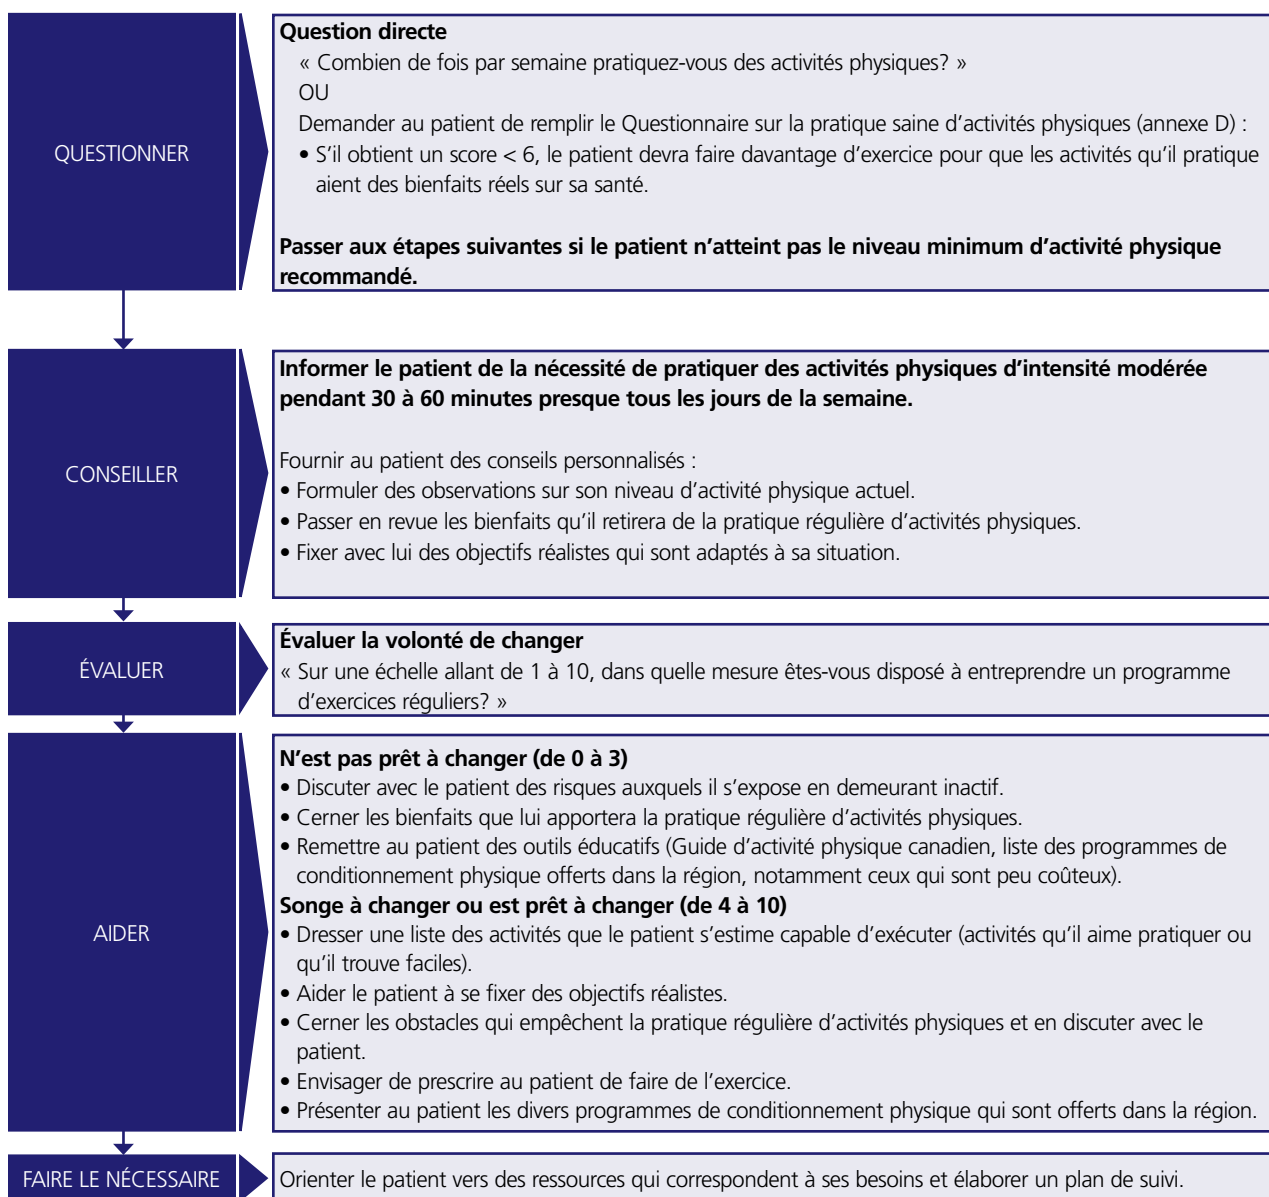 QUESTIONNER
Question directe
« Combien de fois par semaine pratiquez-vous des activités physiques? »
OU
Demander au patient de remplir le Questionnaire sur la pratique saine d’activités physiques (annexe D) :
• S’il obtient un score < 6, le patient devra faire davantage d’exercice pour que les activités qu’il pratique
aient des bienfaits réels sur sa santé.
Passer aux étapes suivantes si le patient n’atteint pas le niveau minimum d’activité physique
recommandé.
CONSEILLER
Informer le patient de la nécessité de pratiquer des activités physiques d’intensité modérée
pendant 30 à 60 minutes presque tous les jours de la semaine.
Fournir au patient des conseils personnalisés :
• Formuler des observations sur son niveau d’activité physique actuel.
• Passer en revue les bienfaits qu’il retirera de la pratique régulière d’activités physiques.
• Fixer avec lui des objectifs réalistes qui sont adaptés à sa situation.
ÉVALUER
Évaluer la volonté de changer
« Sur une échelle allant de 1 à 10, dans quelle mesure êtes-vous disposé à entreprendre un programme
d’exercices réguliers? »
AIDER
N’est pas prêt à changer (de 0 à 3)
• Discuter avec le patient des risques auxquels il s’expose en demeurant inactif.
• Cerner les bienfaits que lui apportera la pratique régulière d’activités physiques.
• Remettre au patient des outils éducatifs (Guide d’activité physique canadien, liste des programmes de
conditionnement physique offerts dans la région, notamment ceux qui sont peu coûteux).
Songe à changer ou est prêt à changer (de 4 à 10)
• Dresser une liste des activités que le patient s’estime capable d’exécuter (activités qu’il aime pratiquer ou
qu’il trouve faciles).
• Aider le patient à se fixer des objectifs réalistes.
• Cerner les obstacles qui empêchent la pratique régulière d’activités physiques et en discuter avec le
patient.
• Envisager de prescrire au patient de faire de l’exercice.
• Présenter au patient les divers programmes de conditionnement physique qui sont offerts dans la région.
FAIRE LE NÉCESSAIRE
Orienter le patient vers des ressources qui correspondent à ses besoins et élaborer un plan de suivi.